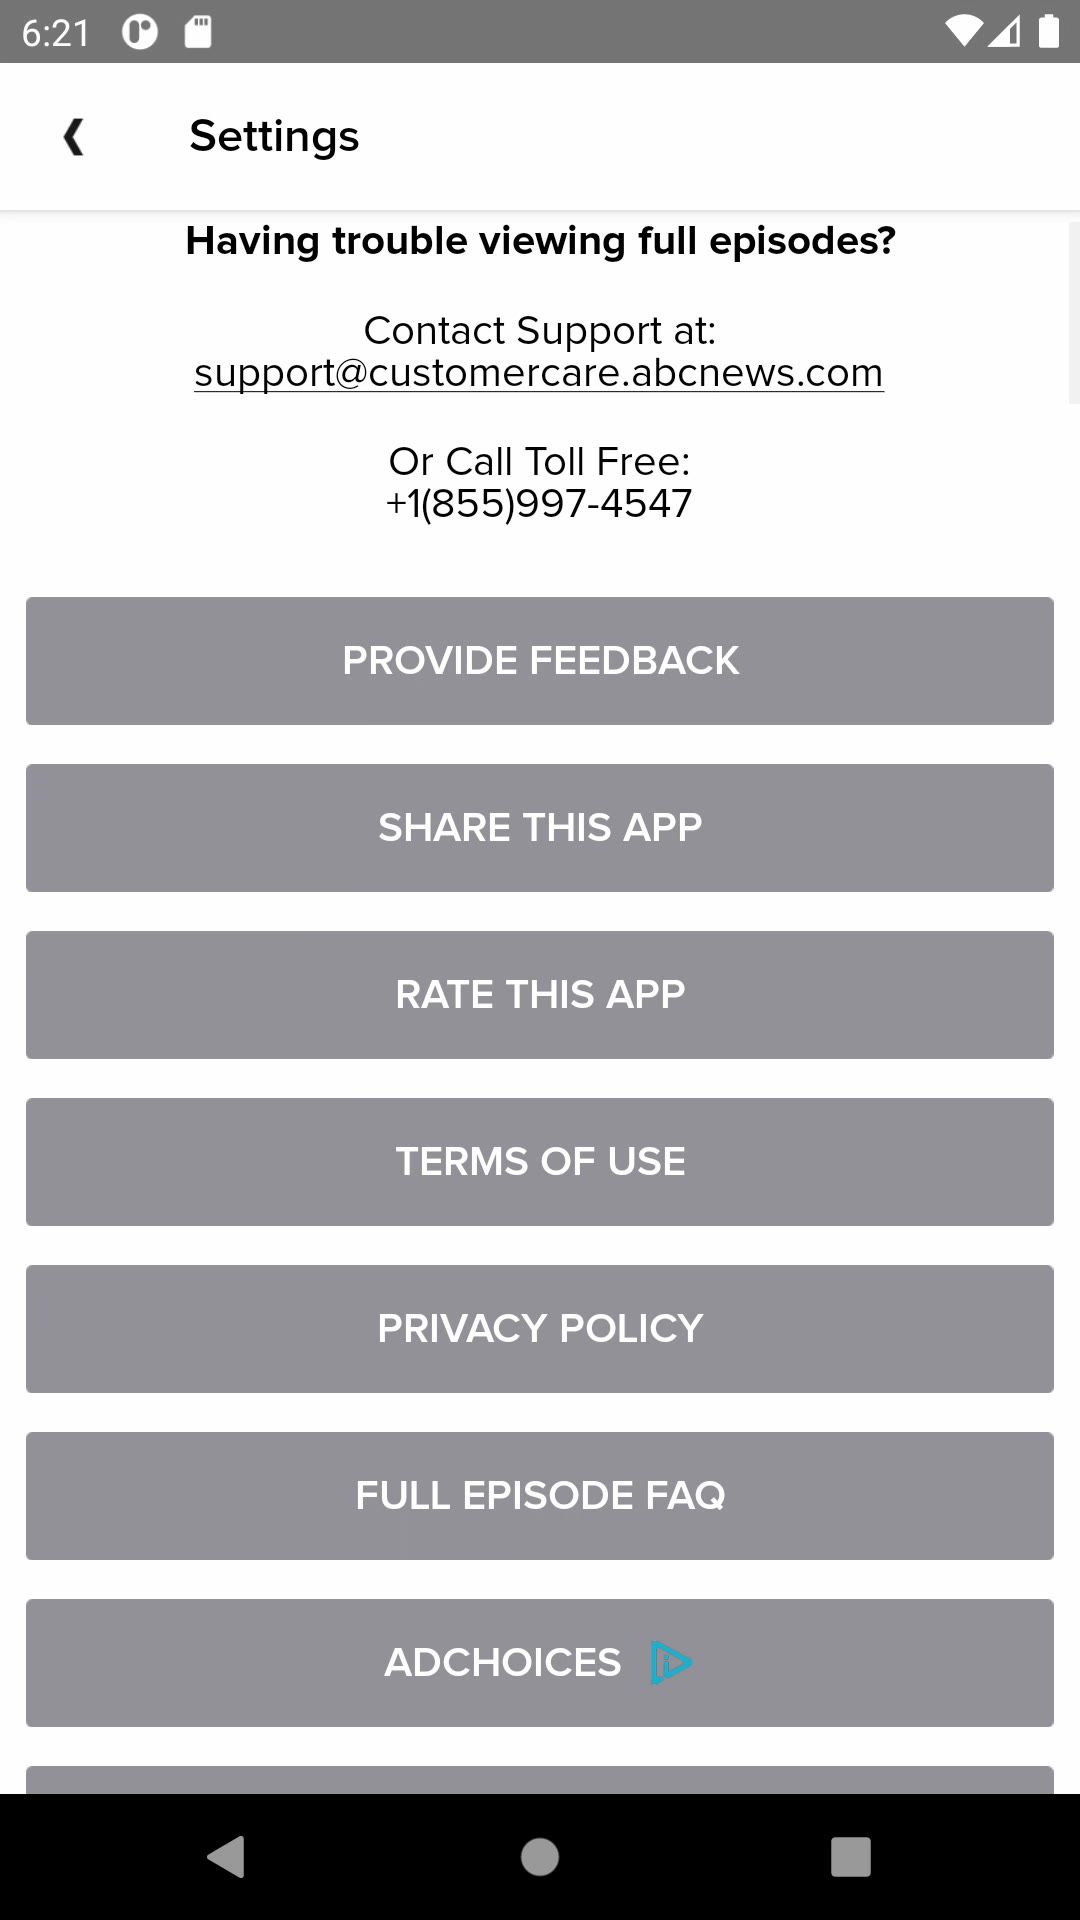 6:21
Settings
Having trouble viewing full episodes?
Contact Support at:
support@customercare.abcnews.com
Or Call Toll Free:
+1(855)997-4547
PROVIDE FEEDBACK
SHARE THIS APP
RATE THIS APP
TERMS OF USE
PRIVACY POLICY
FULL EPISODE FAQ
ADCHOICES